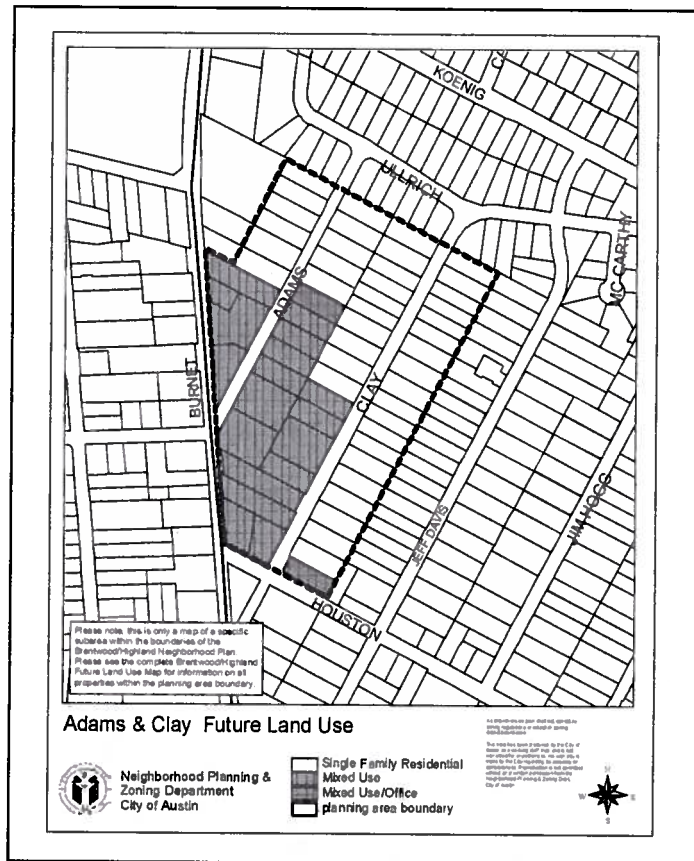 KOENIG
ULLRICH
MC CARTHY
ADAMS
BURNET
CLAY
JEFF DAVIS
JIM HOGG
HOUSTON
Please note, this is only a map of a specific
subarea within the boundaries of the
Brentwood/Highland Neighborhood Plan.
Please see the complete Brentwood/Highland
Future Land Use Map for information on all
properties within the planning area boundary.
Adams & Clay Future Land Use
Neighborhood Planning &
Zoning Department
City of Austin
Single Family Residential
Mixed Use
Mixed Use/Office
planning area boundary
N
W
E
S